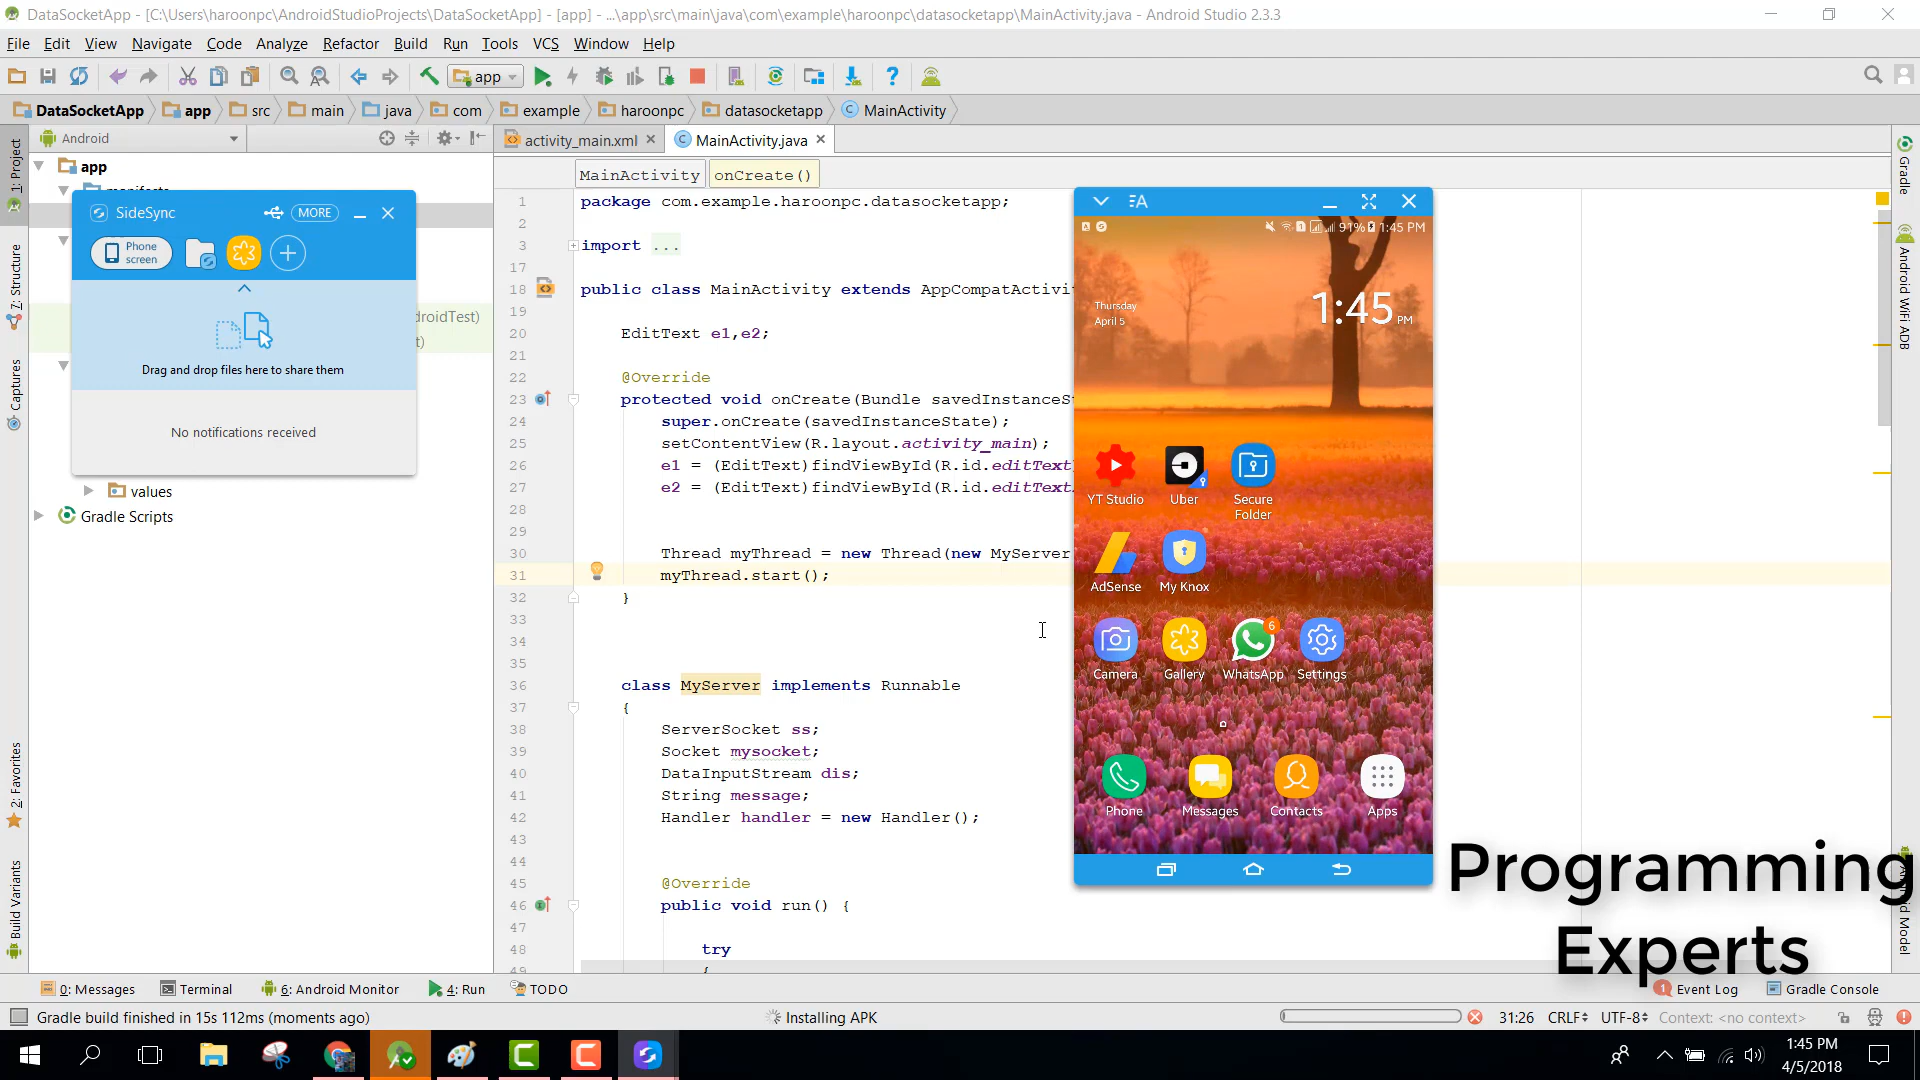 DataSocketApp - [C:\Users\haroonpc\AndroidStudioProjects\DataSocketApp] - [app] - ...\app\src\main\java\com\example\haroonpc\datasocketapp\MainActivity.java - Android Studio 2.3.3
File Edit View Navigate Code Analyze Refactor Build Run Tools VCS Window Help
app
DataSocketApp app src main java com example haroonpc datasocketapp MainActivity
Android
activity_main.xml MainActivity.java
MainActivity onCreate()
1: Project
7: Structure
Captures
2: Favorites
Build Variants
app
values
Gradle Scripts
SideSync MORE
Phone
screen
Drag and drop files here to share them
No notifications received
droidTest)
t)
1 package com.example.haroonpc.datasocketapp;
2
3 import ...
17
18 public class MainActivity extends AppCompatActivi
19
20 EditText e1,e2;
21
22 @Override
23 protected void onCreate(Bundle savedInstanceSt
24 super.onCreate(savedInstanceState);
25 setContentView(R.layout.activity_main);
26 e1 = (EditText)findViewById(R.id.editText
27 e2 = (EditText)findViewById(R.id.editText
28
29
30 Thread myThread = new Thread(new MyServer
31 myThread.start();
32 }
33
34
35
36 class MyServer implements Runnable
37 {
38 ServerSocket ss;
39 Socket mysocket;
40 DataInputStream dis;
41 String message;
42 Handler handler = new Handler();
43
44
45 @Override
46 public void run() {
47
48 try
49 {
91% 1:45 PM
Thursday
April 5
1:45 PM
YT Studio Uber Secure
Folder
AdSense My Knox
6
Camera Gallery WhatsApp Settings
Phone Messages Contacts Apps
Gradle
Android WiFi ADB
Android Model
Programming
Experts
0: Messages Terminal 6: Android Monitor 4: Run TODO 1 Event Log Gradle Console
Gradle build finished in 15s 112ms (moments ago) Installing APK 31:26 CRLF UTF-8 Context: <no context>
1:45 PM
4/5/2018